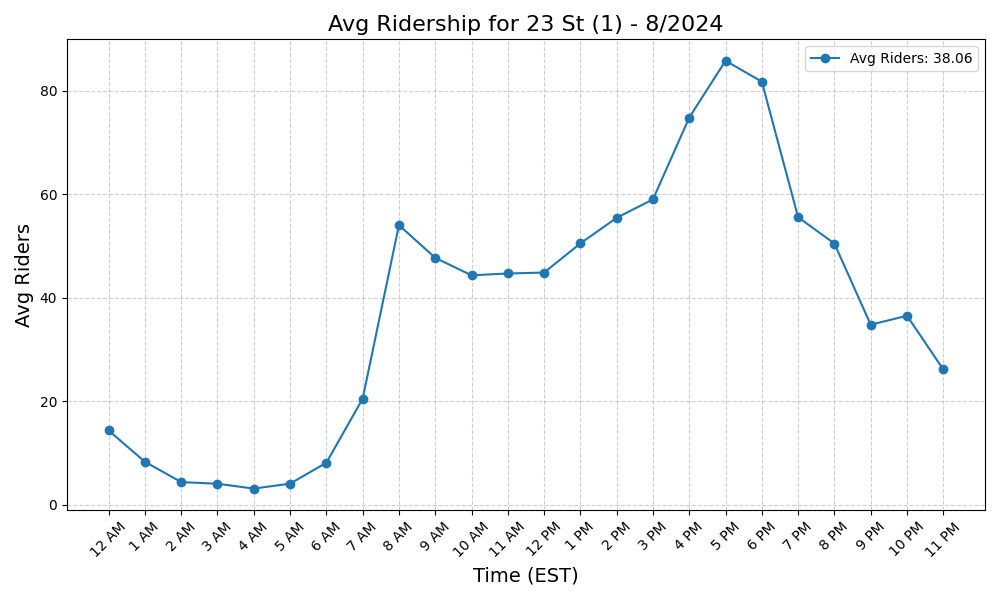 Avg Ridership for 23 St (1) - 8/2024
Avg Riders: 38.06
Avg Riders
80
60
40
20
0
12 AM
1 AM
2 AM
3 AM
4 AM
5 AM
6 AM
7 AM
8 AM
9 AM
10 AM
11 AM
12 PM
1 PM
2 PM
3 PM
4 PM
5 PM
6 PM
7 PM
8 PM
9 PM
10 PM
11 PM
Time (EST)